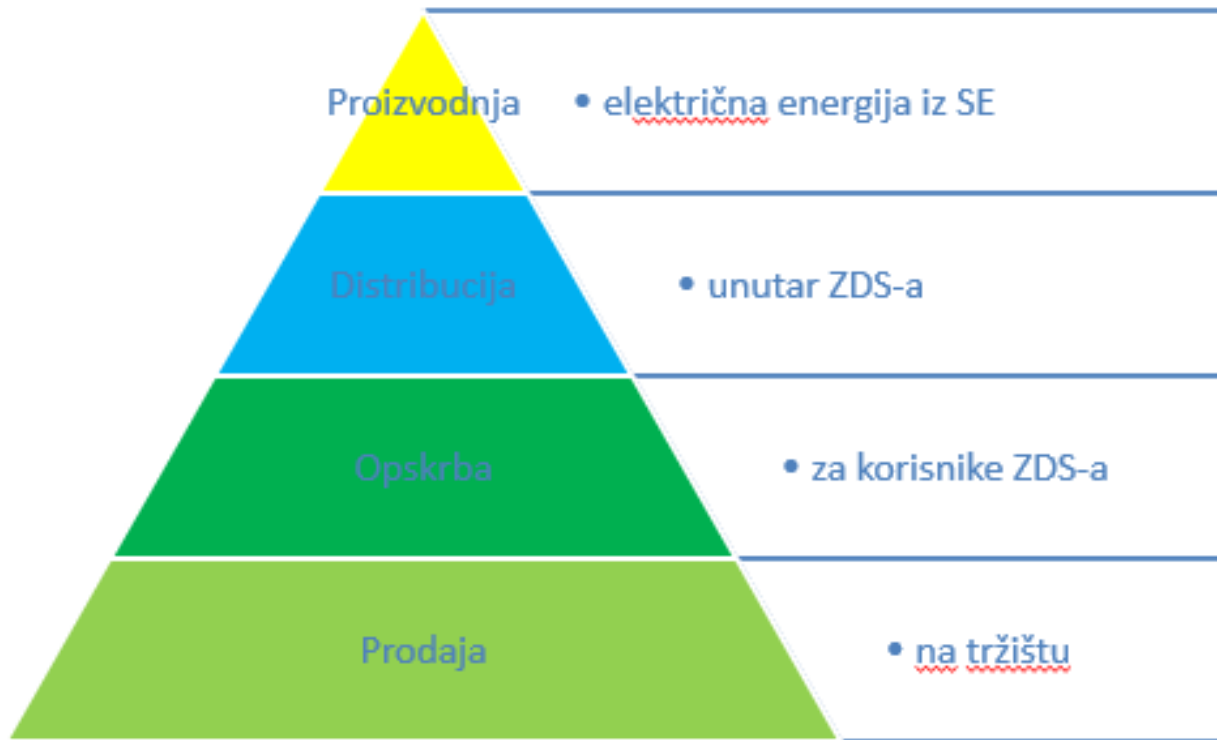 Proizvodnja • električna energija iz SE
Distribucija • unutar ZDS-a
Opskrba • za korisnike ZDS-a
Prodaja • na tržištu